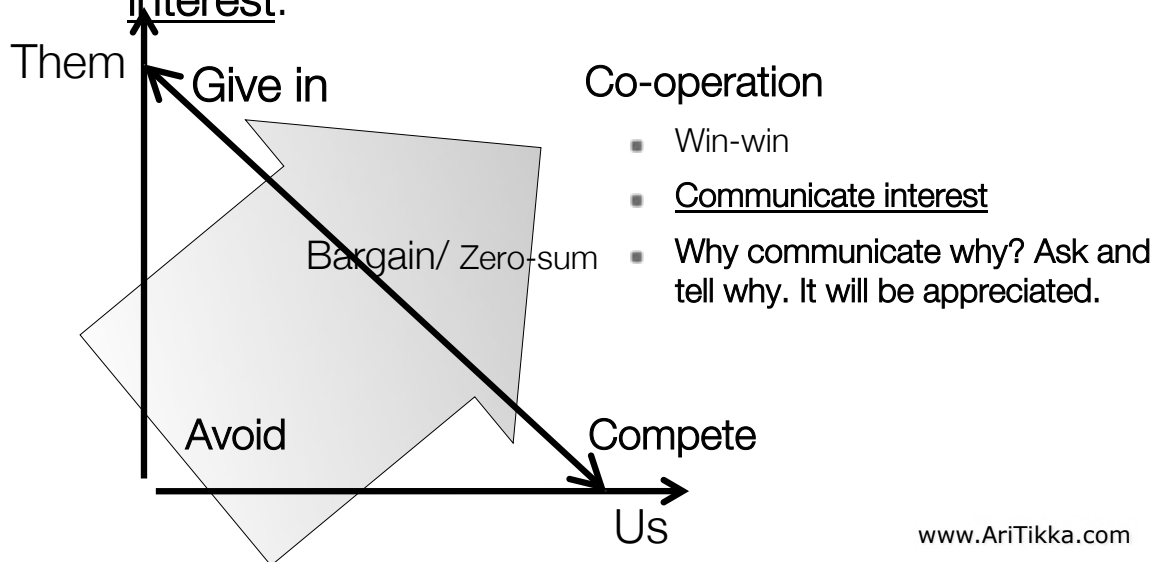 interest.
Them
Give in
Co-operation
Win-win
Communicate interest
Bargain/ Zero-sum
Why communicate why? Ask and
tell why. It will be appreciated.
Avoid
Compete
Us
www.AriTikka.com